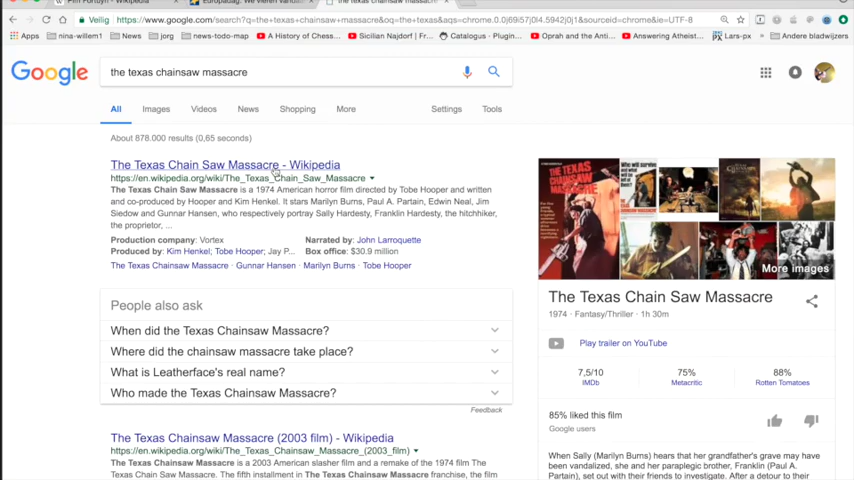 Film Fortuyn - Wikipedia
the texas chainsaw massacre
Veilig
https://www.google.com/search?q=the+texas+chainsaw+massacre&oq=the+texas&aqs=chrome.0.0j69i57j0l4.5942j0j1&sourceid=chrome&ie=UTF-8
Apps
nina-willem1
News
jorg
news-todo-map
Sicilian Najdorf |
Catalogus - Plugin...
Oprah and the Anti...
Answering Atheist...
Lars-px
Andere bladwijzers
Google
the texas chainsaw massacre
All
Images
Videos
News
Shopping
More
Settings
Tools
About 878.000 results (0,65 seconds)
The Texas Chain Saw Massacre - Wikipedia
https://en.wikipedia.org/wiki/The_Texas_Chain_Saw_Massacre
The Texas Chain Saw Massacre is a 1974 American horror film directed by Tobe Hooper and written
and co-produced by Hooper and Kim Henkel. It stars Marilyn Burns, Paul A. Partain, Edwin Neal, Jim
Siedow and Gunnar Hansen, who respectively portray Sally Hardesty, Franklin Hardesty, the hitchhiker,
the proprietor, ...
Production company: Vortex
Narrated by: John Larroquette
Produced by: Kim Henkel; Tobe Hooper; Jay P...
Box office: $30.9 million
The Texas Chainsaw Massacre · Gunnar Hansen · Marilyn Burns · Tobe Hooper
People also ask
When did the Texas Chainsaw Massacre?
Where did the chainsaw massacre take place?
What is Leatherface's real name?
Who made the Texas Chainsaw Massacre?
Feedback
The Texas Chainsaw Massacre (2003 film) - Wikipedia
https://en.wikipedia.org/wiki/The_Texas_Chainsaw_Massacre_(2003_film)
The Texas Chainsaw Massacre is a 2003 American slasher film and a remake of the 1974 film The
Texas Chain Saw Massacre. The fifth installment in The Texas Chainsaw Massacre franchise, the film
More images
The Texas Chain Saw Massacre
1974 · Fantasy/Thriller · 1h 30m
Play trailer on YouTube
7,5/10
IMDb
75%
Metacritic
88%
Rotten Tomatoes
85% liked this film
Google users
When Sally (Marilyn Burns) hears that her grandfather's grave may have
been vandalized, she and her paraplegic brother, Franklin (Paul A.
Partain), set out with their friends to investigate. After a detour to their